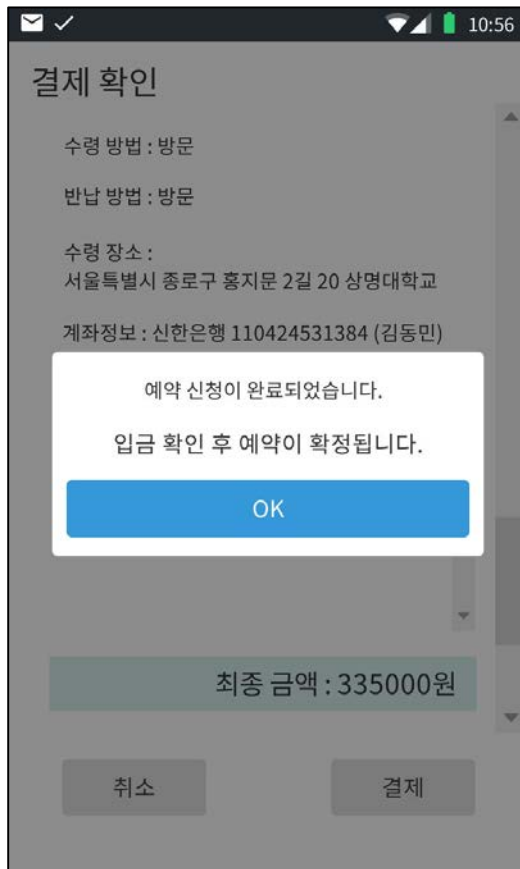 10:56
결제 확인
수령 방법 : 방문
반납 방법 : 방문
수령 장소 :
서울특별시 종로구 홍지문 2길 20 상명대학교
계좌정보 : 신한은행 110424531384 (김동민)
예약 신청이 완료되었습니다.
입금 확인 후 예약이 확정됩니다.
OK
최종 금액 : 335000원
취소
결제